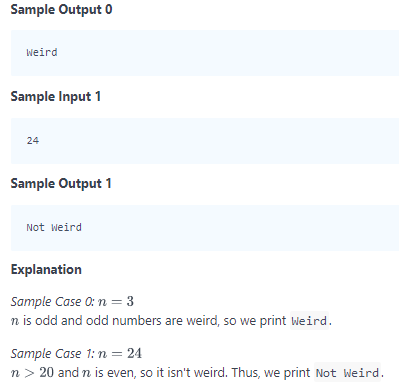 Sample Output 0
Weird
Sample Input 1
24
Sample Output 1
Not Weird
Explanation
Sample Case 0: n = 3
n is odd and odd numbers are weird, so we print Weird.
Sample Case 1: n = 24
n > 20 and n is even, so it isn't weird. Thus, we print Not Weird.